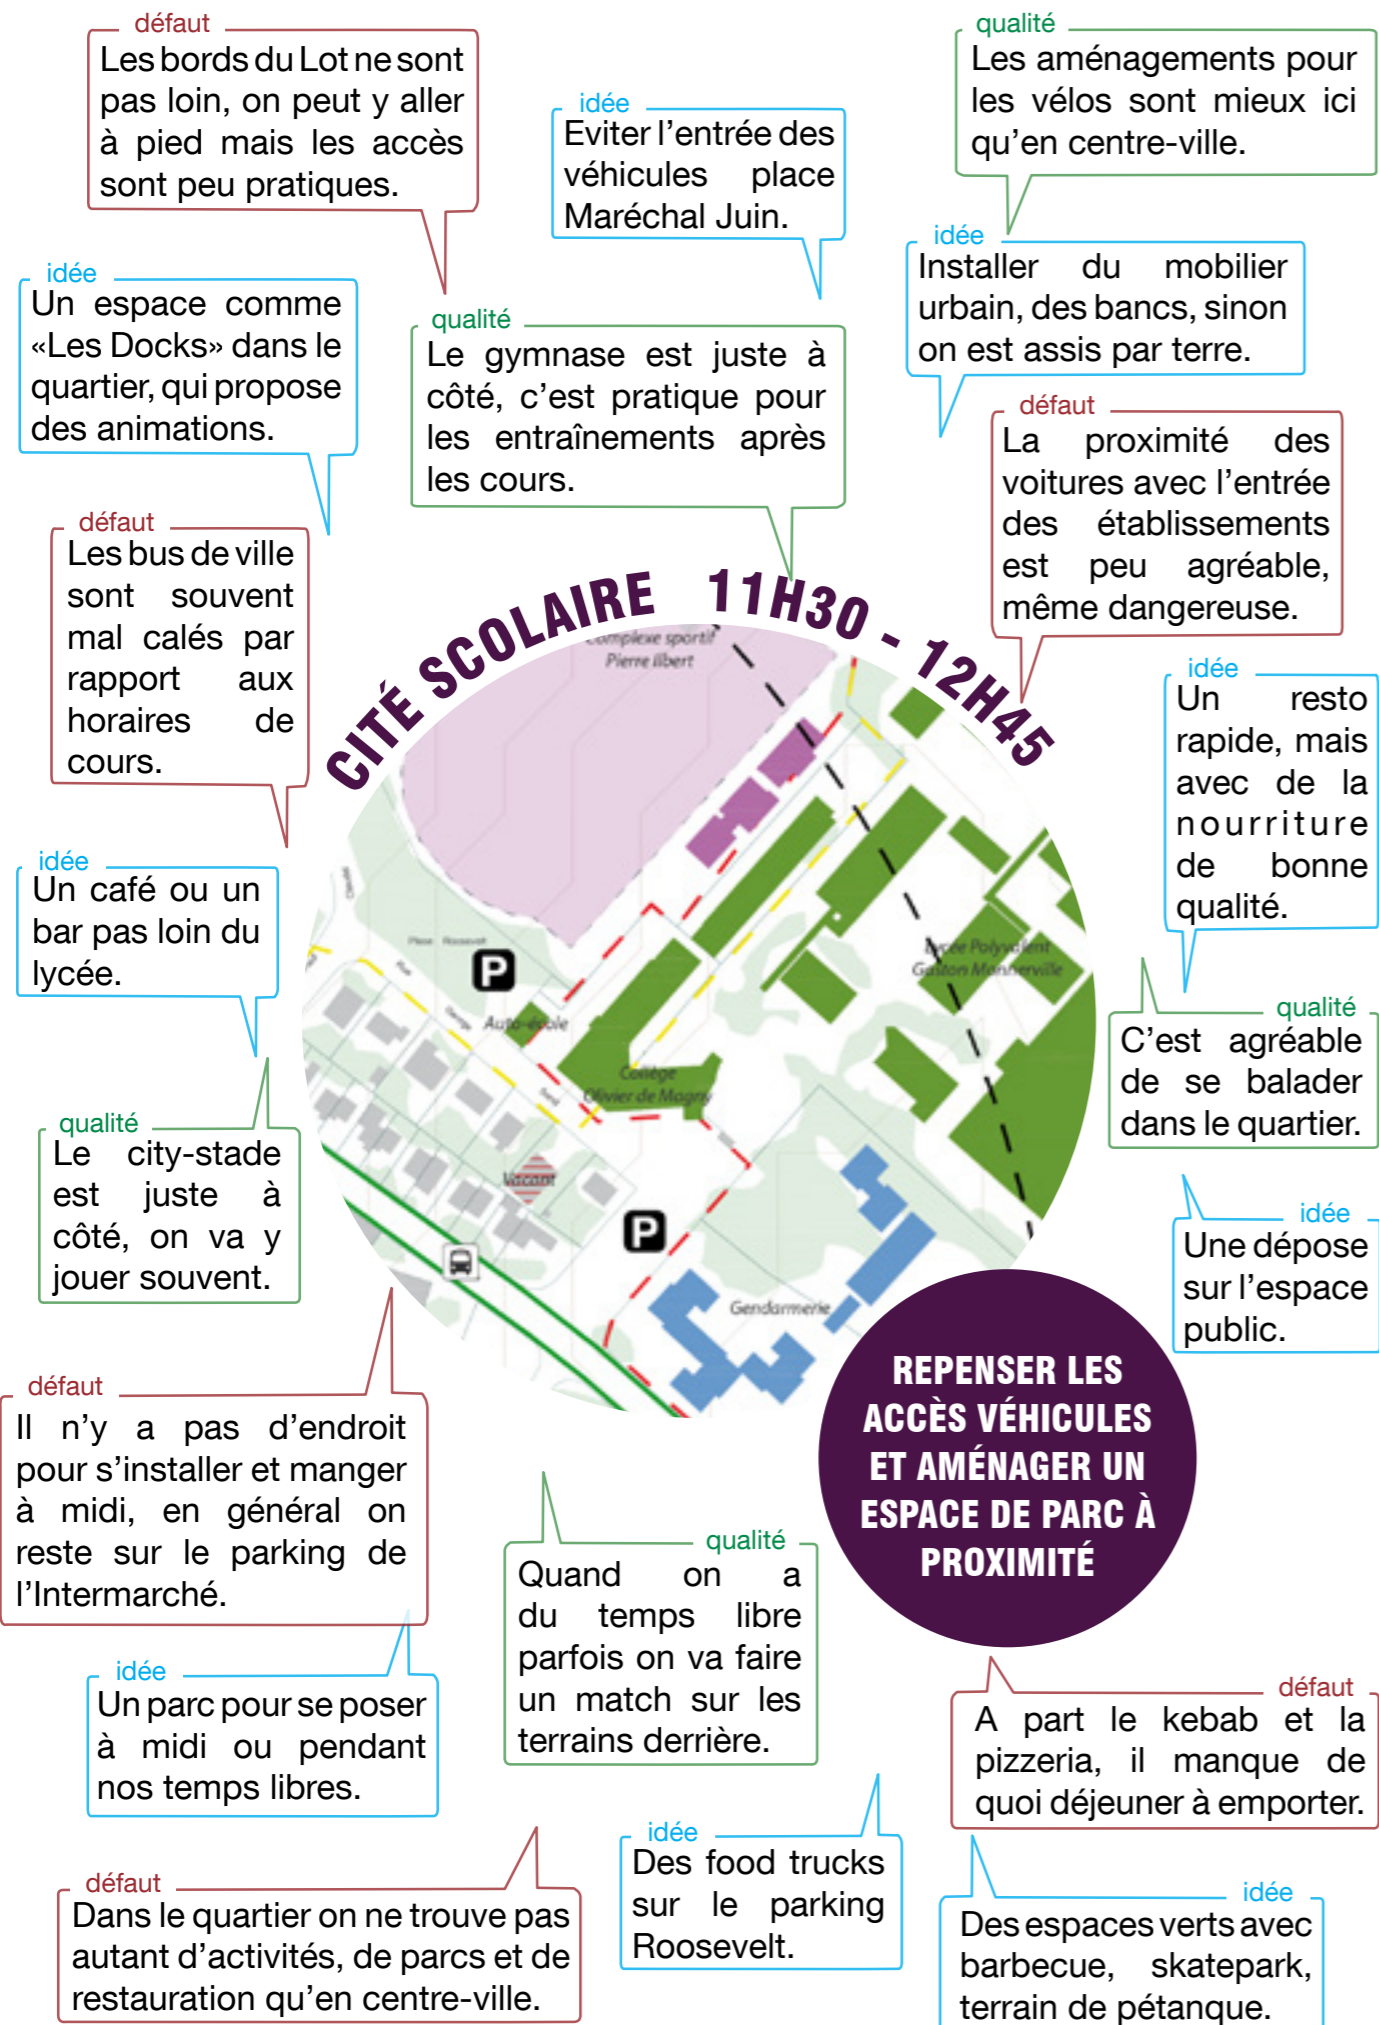 défaut
Les bords du Lot ne sont
pas loin, on peut y aller
à pied mais les accès
sont peu pratiques.
idée
Eviter l'entrée des
véhicules place
Maréchal Juin.
qualité
Les aménagements pour
les vélos sont mieux ici
qu'en centre-ville.
idée
Installer du mobilier
urbain, des bancs, sinon
on est assis par terre.
idée
Un espace comme
«Les Docks» dans le
quartier, qui propose
des animations.
qualité
Le gymnase est juste à
côté, c'est pratique pour
les entraînements après
les cours.
défaut
La proximité des
voitures avec l'entrée
des établissements
est peu agréable,
même dangereuse.
défaut
Les bus de ville
sont souvent
mal calés par
rapport aux
horaires de
cours.
CITÉ SCOLAIRE 11H30 - 12H45
Complexe sportif
Pierre Ilbert
idée
Un resto
rapide, mais
avec de la
nourriture
de bonne
qualité.
idée
Un café ou un
bar pas loin du
lycée.
Place Roosevelt
Rue
P
Auto-école
Lycée Polyvalent
Gaston Monnerville
Collège
Olivier de Magny
qualité
C'est agréable
de se balader
dans le quartier.
qualité
Le city-stade
est juste à
côté, on va y
jouer souvent.
Vacant
P
Gendarmerie
idée
Une dépose
sur l'espace
public.
REPENSER LES
ACCÈS VÉHICULES
ET AMÉNAGER UN
ESPACE DE PARC À
PROXIMITÉ
défaut
Il n'y a pas d'endroit
pour s'installer et manger
à midi, en général on
reste sur le parking de
l'Intermarché.
qualité
Quand on a
du temps libre
parfois on va faire
un match sur les
terrains derrière.
idée
Un parc pour se poser
à midi ou pendant
nos temps libres.
défaut
A part le kebab et la
pizzeria, il manque de
quoi déjeuner à emporter.
idée
Des food trucks
sur le parking
Roosevelt.
défaut
Dans le quartier on ne trouve pas
autant d'activités, de parcs et de
restauration qu'en centre-ville.
idée
Des espaces verts avec
barbecue, skatepark,
terrain de pétanque.